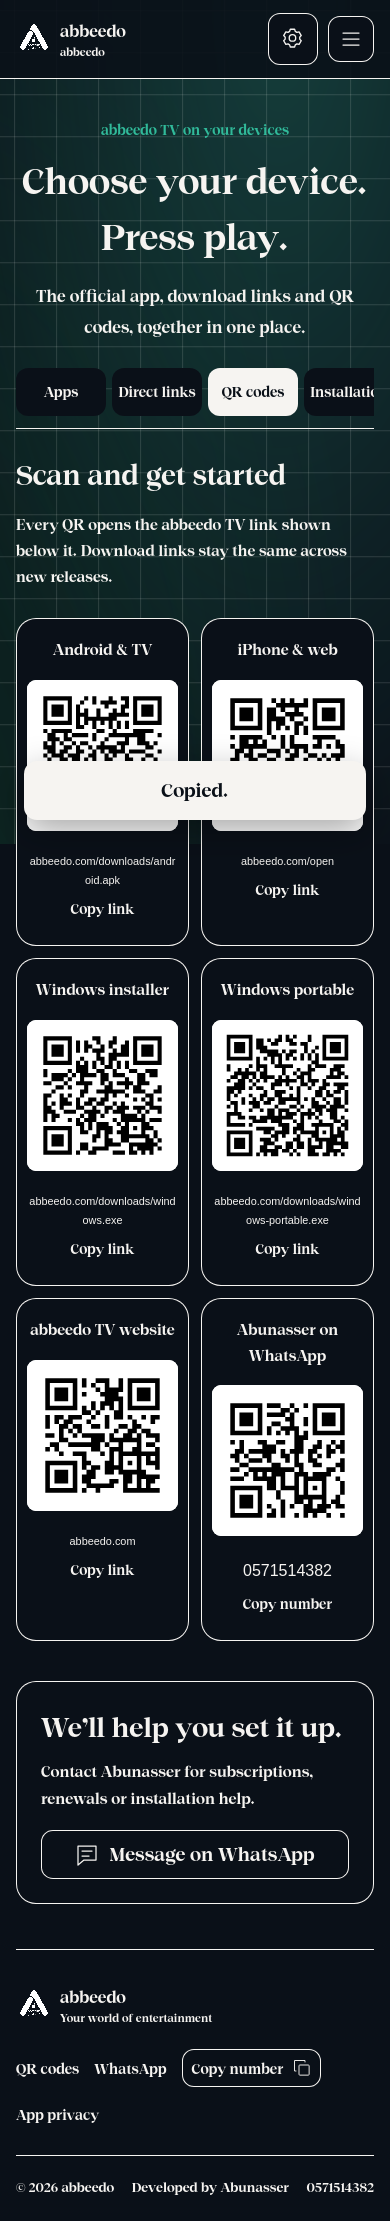 abbeedo
abbeedo
abbeedo TV on your devices
Choose your device.
Press play.
The official app, download links and QR
codes, together in one place.
Apps
Direct links
QR codes
Installatio
Scan and get started
Every QR opens the abbeedo TV link shown
below it. Download links stay the same across
new releases.
Android & TV
iPhone & web
Copied.
abbeedo.com/downloads/andr
oid.apk
Copy link
abbeedo.com/open
Copy link
Windows installer
Windows portable
abbeedo.com/downloads/wind
ows.exe
Copy link
abbeedo.com/downloads/wind
ows-portable.exe
Copy link
abbeedo TV website
Abunasser on
WhatsApp
abbeedo.com
Copy link
0571514382
Copy number
We’ll help you set it up.
Contact Abunasser for subscriptions,
renewals or installation help.
Message on WhatsApp
abbeedo
Your world of entertainment
QR codes
WhatsApp
Copy number
App privacy
© 2026 abbeedo
Developed by Abunasser
0571514382